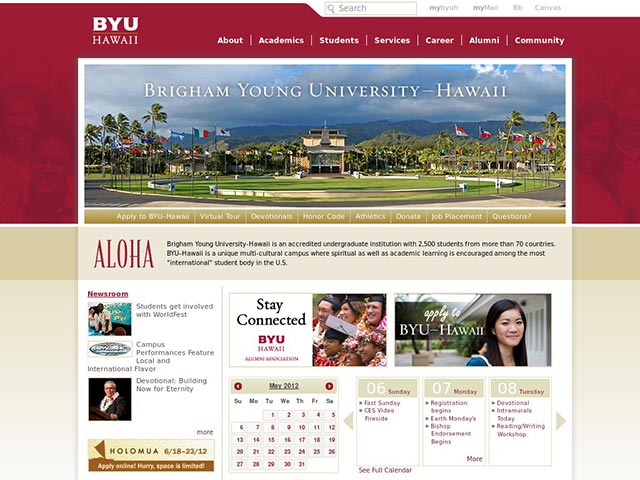 BYU
HAWAII
Search
mybyuh
myMail
Bb
Canvas
About
Academics
Students
Services
Career
Alumni
Community
BRIGHAM YOUNG UNIVERSITY–HAWAII
Apply to BYU-Hawaii
Virtual Tour
Devotionals
Honor Code
Athletics
Donate
Job Placement
Questions?
ALOHA
Brigham Young University-Hawaii is an accredited undergraduate institution with 2,500 students from more than 70 countries.
BYU-Hawaii is a unique multi-cultural campus where spiritual as well as academic learning is encouraged among the most
"international" student body in the U.S.
Newsroom
Students get involved
with WorldFest
Campus
Performances Feature
Local and
International Flavor
Devotional: Building
Now for Eternity
more
HOLOMUA 6/18-23/12
Apply online! Hurry, space is limited!
Stay
Connected
BYU
HAWAII
ALUMNI ASSOCIATION
apply to
BYU–HAWAII
May 2012
Su Mo Tu We Th Fr Sa
1 2 3 4 5
6 7 8 9 10 11 12
13 14 15 16 17 18 19
20 21 22 23 24 25 26
27 28 29 30 31
06 Sunday
» Fast Sunday
» CES Video
Fireside
07 Monday
» Registration
begins
» Earth Monday's
» Bishop
Endorsement
Begins
More
08 Tuesday
» Devotional
» Intramurals
Today
» Reading/Writing
Workshop
See Full Calendar